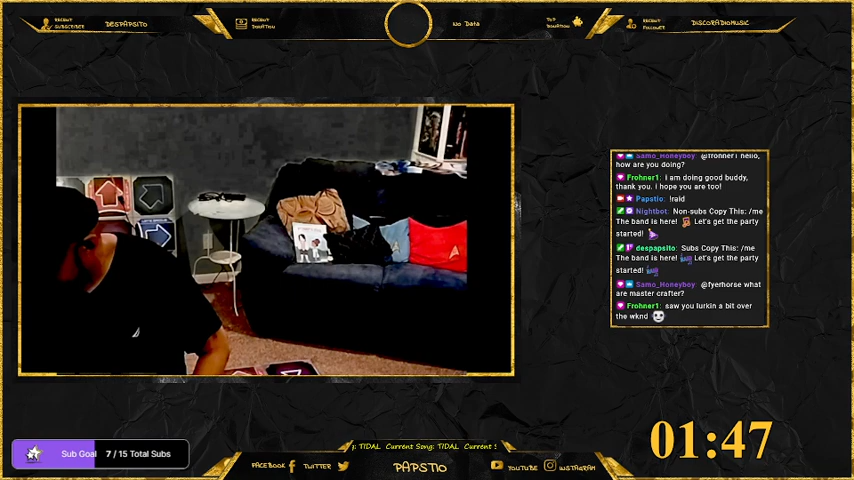 RECENT
SUBSCRIBER
DESPAPSITO
RECENT
DONATION
No Data
TOP
DONATION
RECENT
FOLLOWER
DISCORADIOMUSIC
Samo_Honeyboy: @frohner1 hello,
how are you doing?
Frohner1: i am doing good buddy,
thank you. i hope you are too!
Papstio: !raid
Nightbot: Non-subs Copy This: /me
The band is here! Let's get the party
started!
despapsito: Subs Copy This: /me
The band is here! Let's get the party
started!
Samo_Honeyboy: @fyerhorse what
are master crafter?
Frohner1: saw you lurkin a bit over
the wknd
01:47
Sub Goal 7 / 15 Total Subs
g: TIDAL Current Song: TIDAL Current S
FACEBOOK
TWITTER
PAPSTIO
YOUTUBE
INSTAGRAM